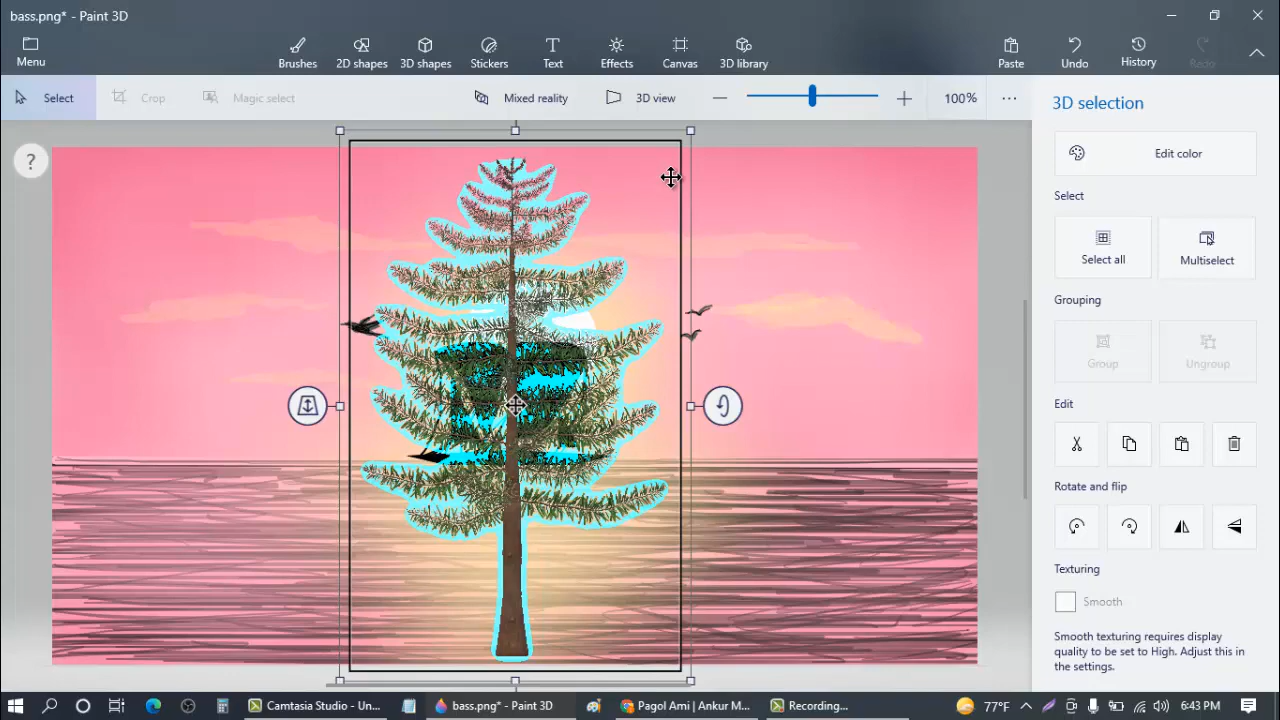 bass.png* - Paint 3D
Menu
Brushes
2D shapes
3D shapes
Stickers
Text
Effects
Canvas
3D library
Paste
Undo
History
Redo
Select
Crop
Magic select
Mixed reality
3D view
100%
?
3D selection
Edit color
Select
Select all
Multiselect
Grouping
Group
Ungroup
Edit
Rotate and flip
Texturing
Smooth
Smooth texturing requires display
quality to be set to High. Adjust this in
the settings.
Camtasia Studio - Un...
bass.png* - Paint 3D
Pagol Ami | Ankur M...
Recording...
77°F
6:43 PM